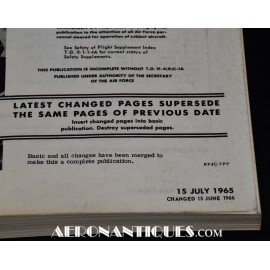 publication to the attention of all Air Force per-
sonnel cleared for operation of subject aircraft.
See Safety of Flight Supplement Index
T.O. 0-1-1-4A for current status of
Safety Supplements.
THIS PUBLICATION IS INCOMPLETE WITHOUT T.O.
PUBLISHED UNDER AUTHORITY OF THE SECRETARY
OF THE AIR FORCE
LATEST CHANGED PAGES SUPERSEDE
THE SAME PAGES OF PREVIOUS DATE
Insert changed pages into basic
publication. Destroy superseded pages.
Basic and all changes have been merged to
make this a complete publication.
15 JULY 1965
CHANGED 15 JUNE 1966
AERONANTIQUES.COM